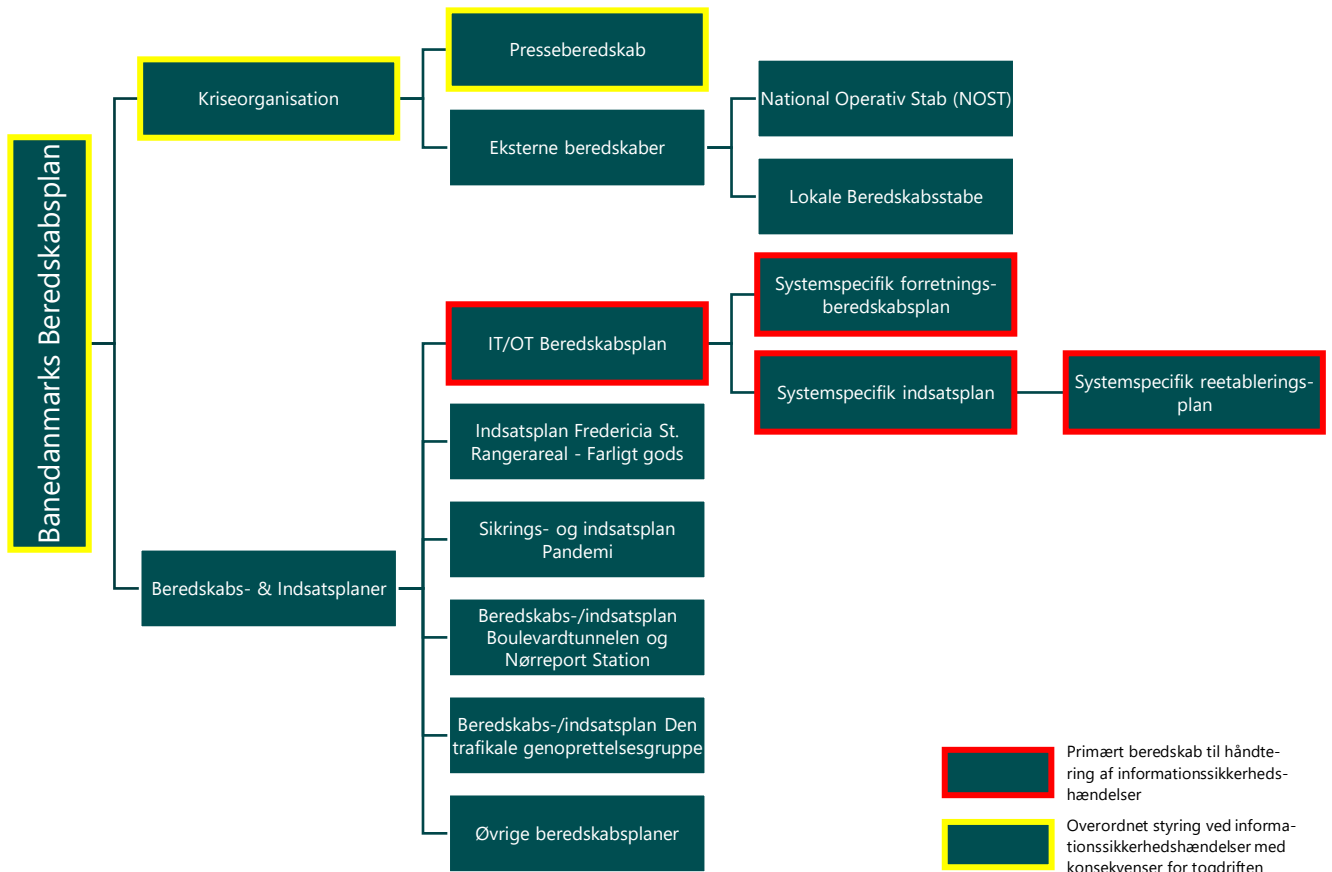 Banedanmarks Beredskabsplan
Kriseorganisation
Presseberedskab
Eksterne beredskaber
National Operativ Stab (NOST)
Lokale Beredskabsstabe
Beredskabs- & Indsatsplaner
IT/OT Beredskabsplan
Systemspecifik forretnings-
beredskabsplan
Systemspecifik indsatsplan
Systemspecifik reetablerings-
plan
Indsatsplan Fredericia St.
Rangerareal - Farligt gods
Sikrings- og indsatsplan
Pandemi
Beredskabs-/indsatsplan
Boulevardtunnelen og
Nørreport Station
Beredskabs-/indsatsplan Den
trafikale genoprettelsesgruppe
Øvrige beredskabsplaner
Primært beredskab til håndte-
ring af informationssikkerheds-
hændelser
Overordnet styring ved informa-
tionssikkerhedshændelser med
konsekvenser for togdriften